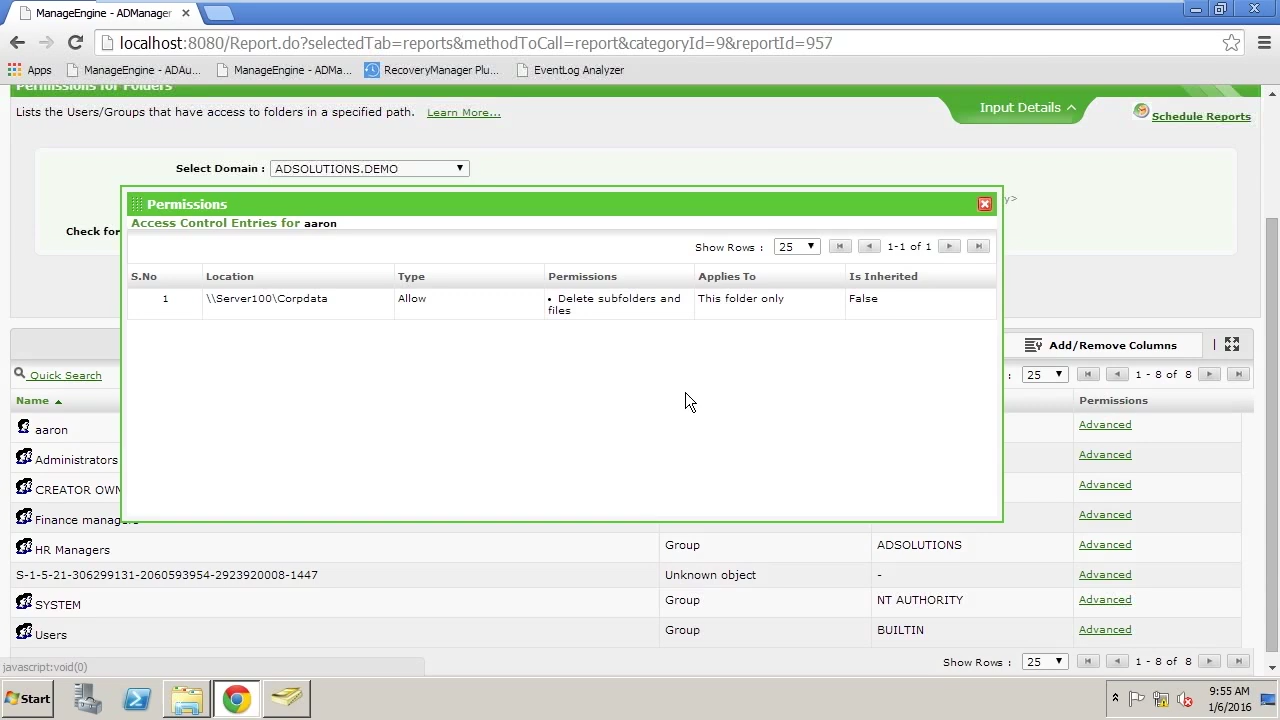 ManageEngine - ADManager
localhost:8080/Report.do?selectedTab=reports&methodToCall=report&categoryId=9&reportId=957
Apps ManageEngine - ADAu... ManageEngine - ADMa... RecoveryManager Plu... EventLog Analyzer
Permissions for Folders
Lists the Users/Groups that have access to folders in a specified path. Learn More...
Input Details
Schedule Reports
Select Domain : ADSOLUTIONS.DEMO
Permissions
Access Control Entries for aaron
Check for
Show Rows : 25 1-1 of 1
S.No Location Type Permissions Applies To Is Inherited
1 \\Server100\Corpdata Allow • Delete subfolders and This folder only False
files
Add/Remove Columns
Quick Search : 25 1 - 8 of 8
Name Permissions
aaron Advanced
Administrators Advanced
CREATOR OWN Advanced
Finance managers Advanced
HR Managers Group ADSOLUTIONS Advanced
S-1-5-21-306299131-2060593954-2923920008-1447 Unknown object - Advanced
SYSTEM Group NT AUTHORITY Advanced
Users Group BUILTIN Advanced
javascript:void(0)
Show Rows : 25 1 - 8 of 8
Start
9:55 AM
1/6/2016